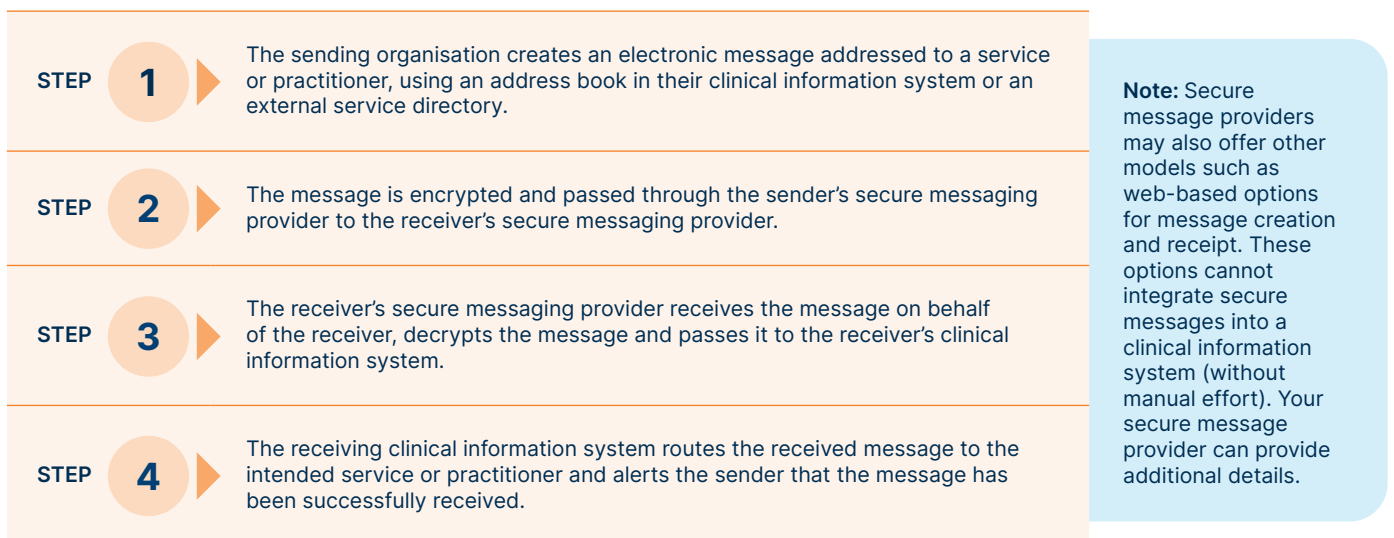 STEP 1
The sending organisation creates an electronic message addressed to a service
or practitioner, using an address book in their clinical information system or an
external service directory.
STEP 2
The message is encrypted and passed through the sender’s secure messaging
provider to the receiver’s secure messaging provider.
STEP 3
The receiver’s secure messaging provider receives the message on behalf
of the receiver, decrypts the message and passes it to the receiver’s clinical
information system.
STEP 4
The receiving clinical information system routes the received message to the
intended service or practitioner and alerts the sender that the message has
been successfully received.
Note: Secure
message providers
may also offer other
models such as
web-based options
for message creation
and receipt. These
options cannot
integrate secure
messages into a
clinical information
system (without
manual effort). Your
secure message
provider can provide
additional details.